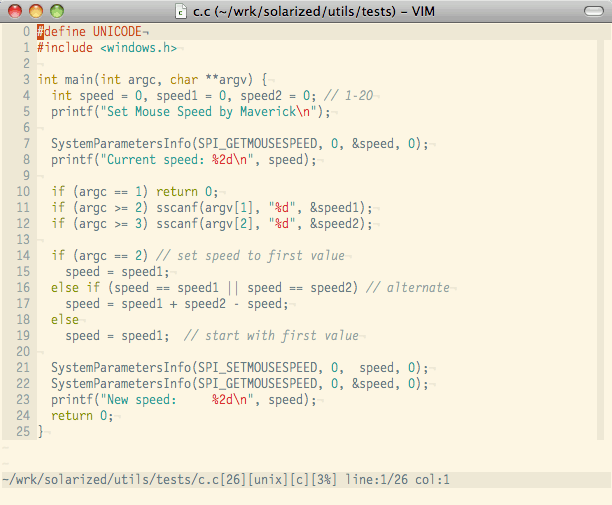 c.c (~/wrk/solarized/utils/tests) – VIM
0 #define UNICODE¬
1 #include <windows.h>¬
2 ¬
3 int main(int argc, char **argv) {¬
4   int speed = 0, speed1 = 0, speed2 = 0; // 1-20¬
5   printf("Set Mouse Speed by Maverick\n");¬
6 ¬
7   SystemParametersInfo(SPI_GETMOUSESPEED, 0, &speed, 0);¬
8   printf("Current speed: %2d\n", speed);¬
9 ¬
10   if (argc == 1) return 0;¬
11   if (argc >= 2) sscanf(argv[1], "%d", &speed1);¬
12   if (argc >= 3) sscanf(argv[2], "%d", &speed2);¬
13 ¬
14   if (argc == 2) // set speed to first value¬
15     speed = speed1;¬
16   else if (speed == speed1 || speed == speed2) // alternate¬
17     speed = speed1 + speed2 - speed;¬
18   else¬
19     speed = speed1;  // start with first value¬
20 ¬
21   SystemParametersInfo(SPI_SETMOUSESPEED, 0,  speed, 0);¬
22   SystemParametersInfo(SPI_GETMOUSESPEED, 0, &speed, 0);¬
23   printf("New speed:     %2d\n", speed);¬
24   return 0;¬
25 }¬
¬
¬
~/wrk/solarized/utils/tests/c.c[26][unix][c][3%] line:1/26 col:1